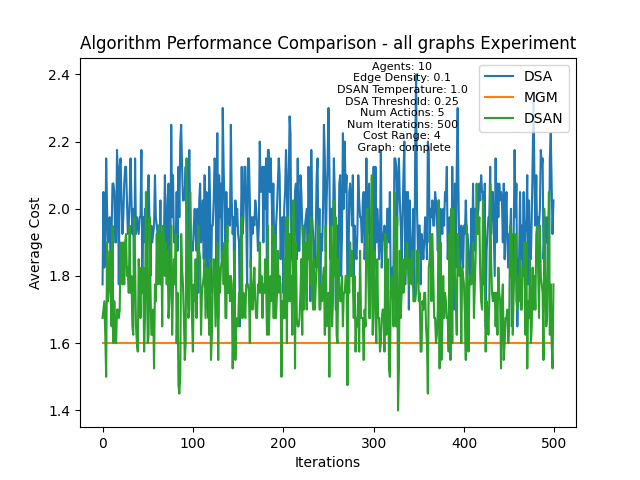 Algorithm Performance Comparison - all graphs Experiment
Agents: 10
Edge Density: 0.1
DSAN Temperature: 1.0
DSA Threshold: 0.25
Num Actions: 5
Num Iterations: 500
Cost Range: 4
Graph: complete
DSA
MGM
DSAN
Average Cost
2.4
2.2
2.0
1.8
1.6
1.4
0
100
200
300
400
500
Iterations